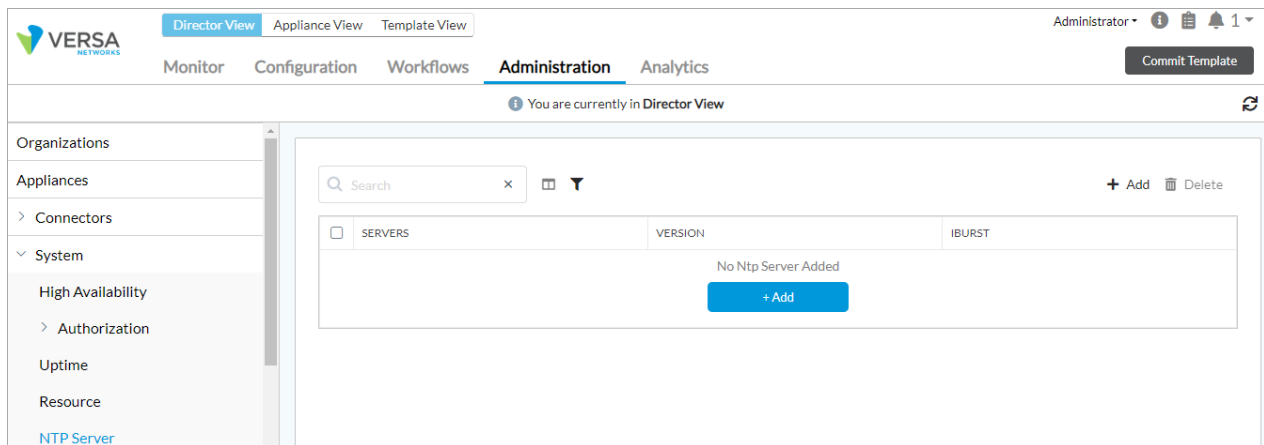 VERSA
NETWORKS
Director View Appliance View Template View
Administrator 1
Monitor Configuration Workflows Administration Analytics
Commit Template
You are currently in Director View
Organizations
Appliances
Connectors
System
High Availability
Authorization
Uptime
Resource
NTP Server
Search
+ Add Delete
SERVERS VERSION IBURST
No Ntp Server Added
+ Add